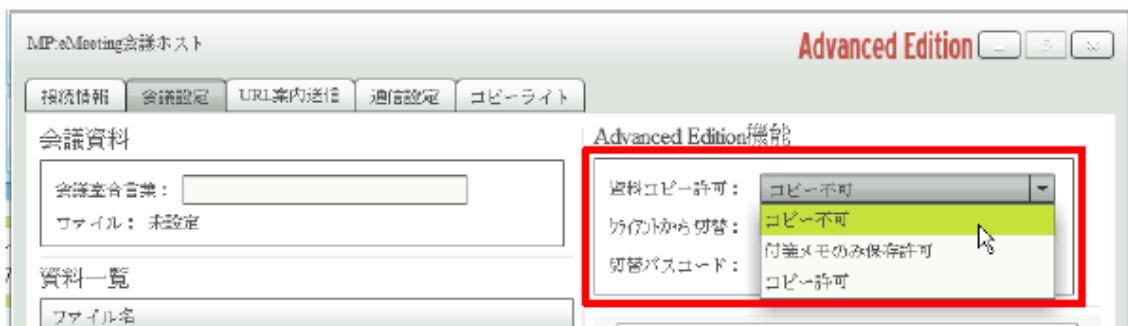 MP:eMeeting会議ホスト
Advanced Edition
接続情報 会議設定 URL案内送信 通信設定 コピーライト
会議資料
会議室合言葉：
ファイル： 未設定
資料一覧
ファイル名
Advanced Edition機能
資料コピー許可： コピー不可
クライアントから切替：
切替パスコード：
コピー不可
付箋メモのみ保存許可
コピー許可